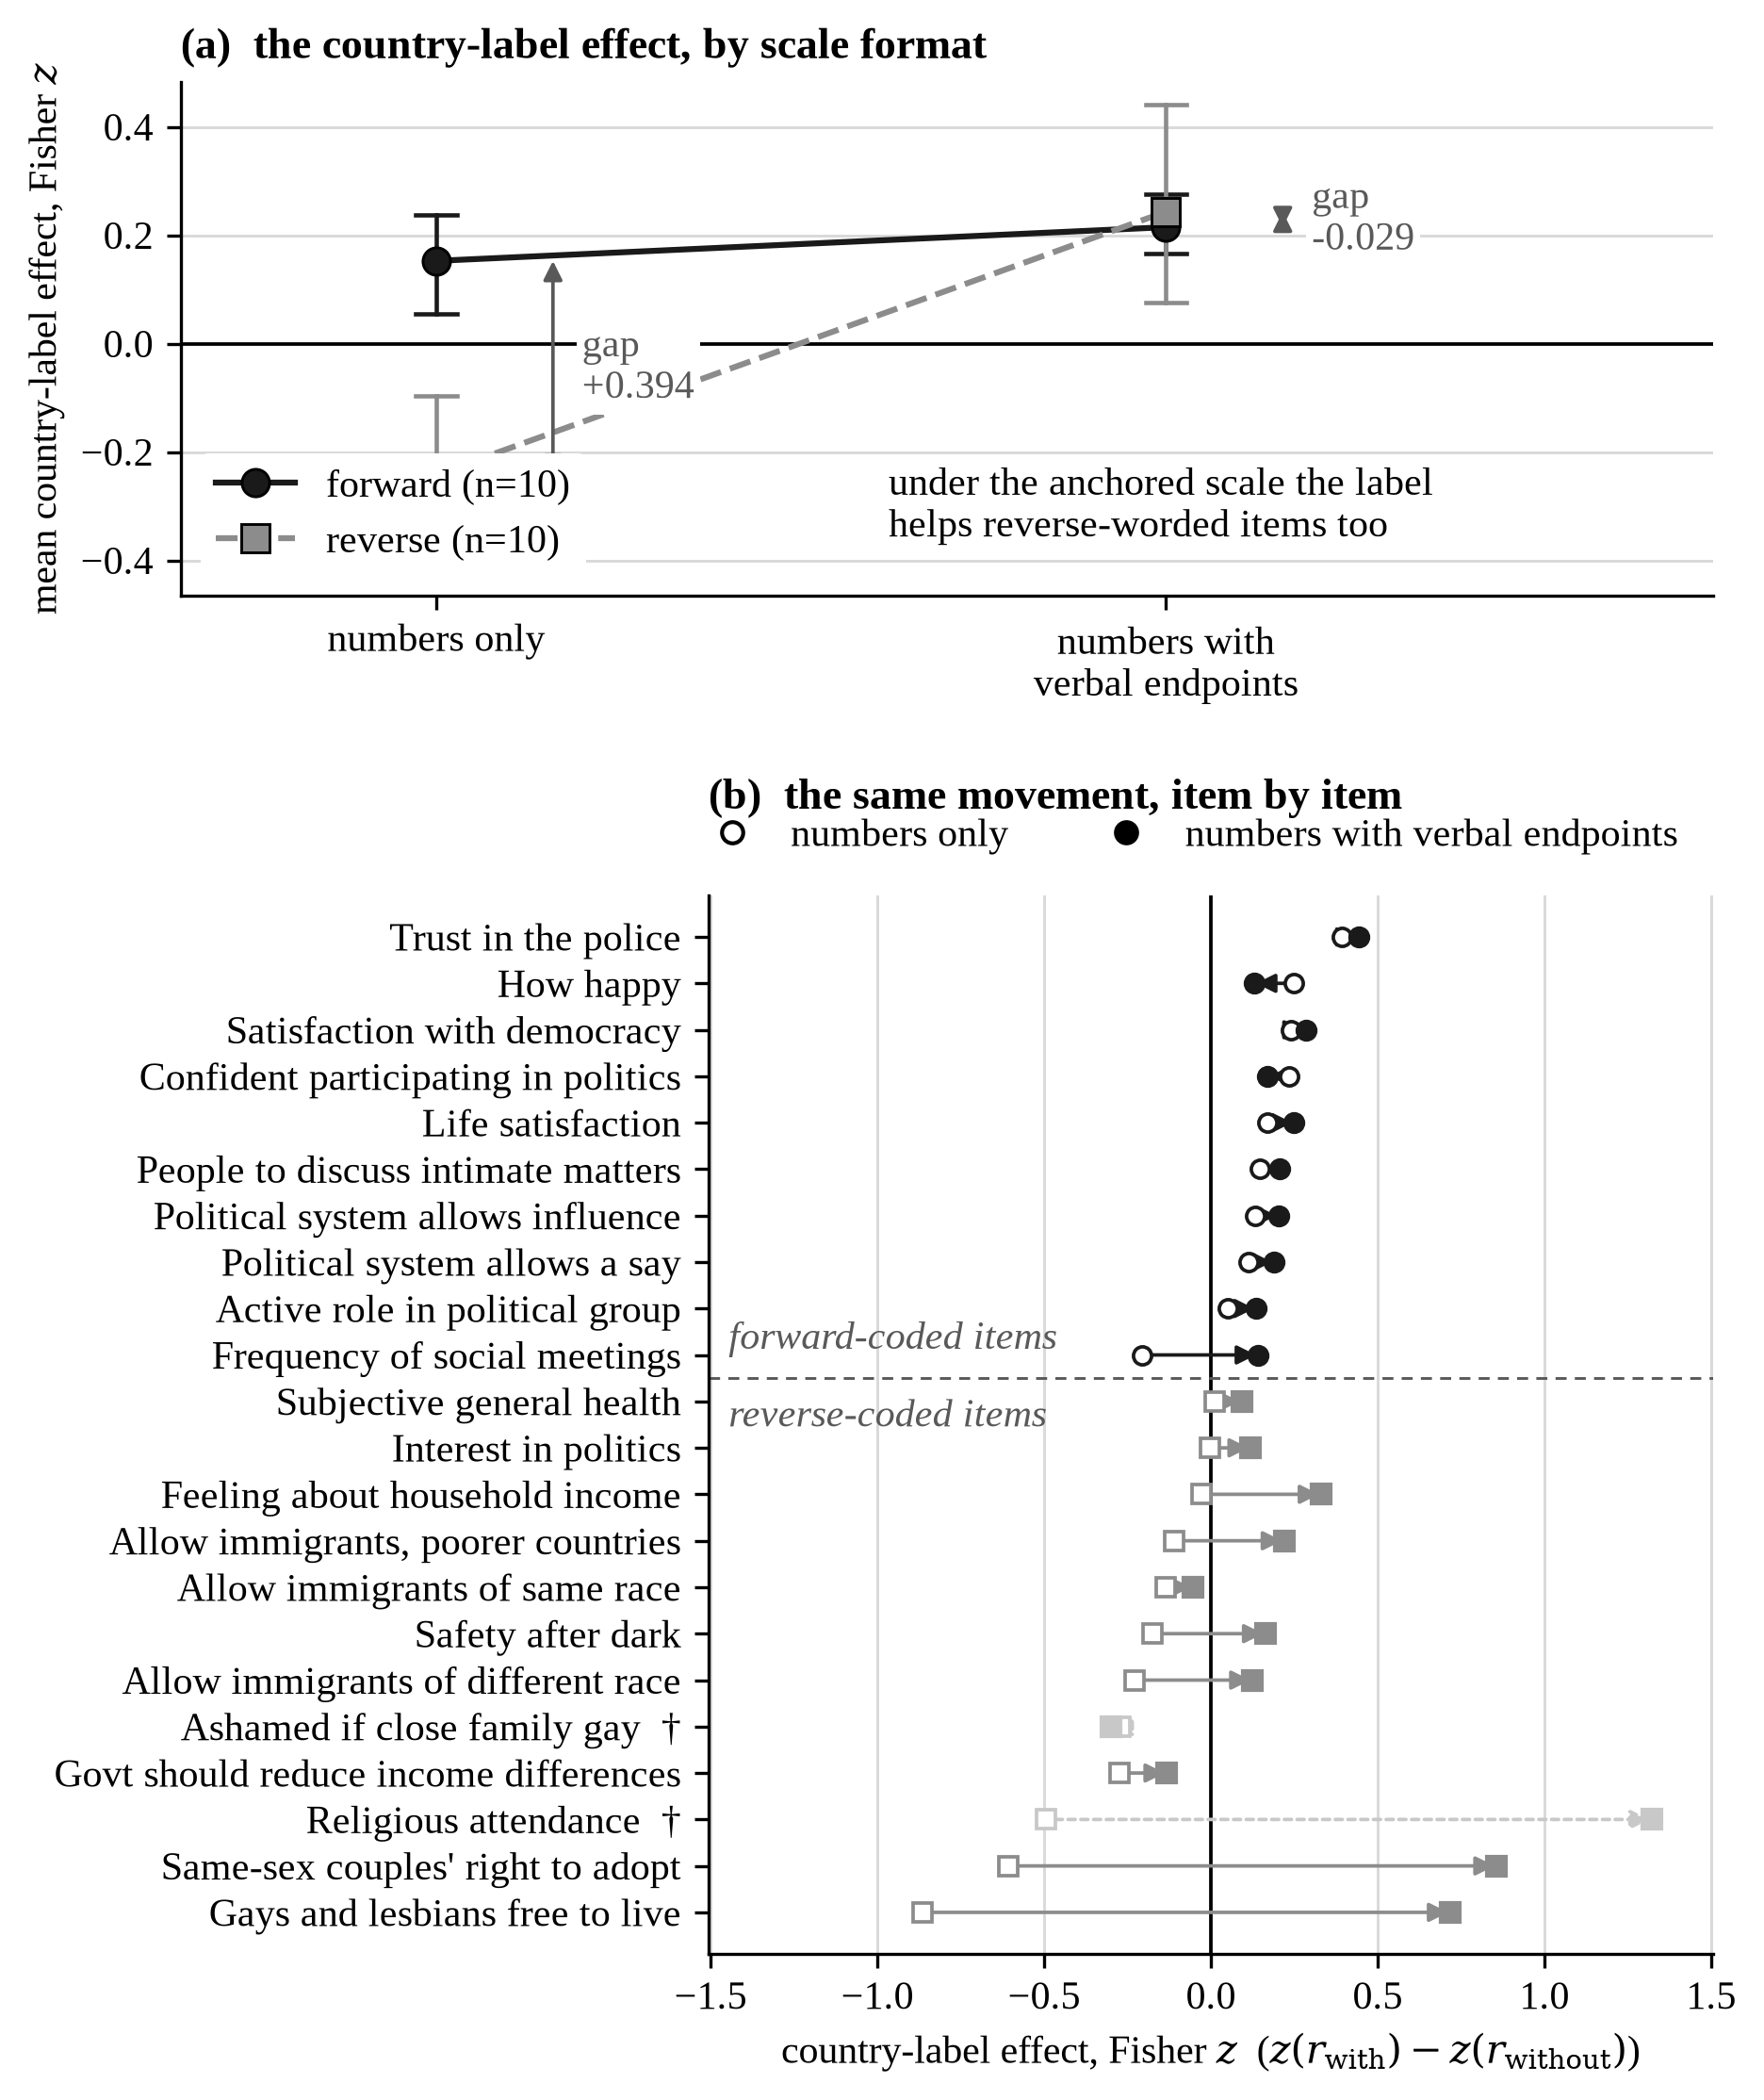 (a) the country-label effect, by scale format
mean country-label effect, Fisher z
0.4
0.2
0.0
−0.2
−0.4
gap
-0.029
gap
+0.394
forward (n=10)
reverse (n=10)
under the anchored scale the label
helps reverse-worded items too
numbers only
numbers with
verbal endpoints
(b) the same movement, item by item
numbers only
numbers with verbal endpoints
Trust in the police
How happy
Satisfaction with democracy
Confident participating in politics
Life satisfaction
People to discuss intimate matters
Political system allows influence
Political system allows a say
Active role in political group
forward-coded items
Frequency of social meetings
Subjective general health
reverse-coded items
Interest in politics
Feeling about household income
Allow immigrants, poorer countries
Allow immigrants of same race
Safety after dark
Allow immigrants of different race
Ashamed if close family gay †
Govt should reduce income differences
Religious attendance †
Same-sex couples' right to adopt
Gays and lesbians free to live
−1.5 −1.0 −0.5 0.0 0.5 1.0 1.5
country-label effect, Fisher z (z(r_with) − z(r_without))